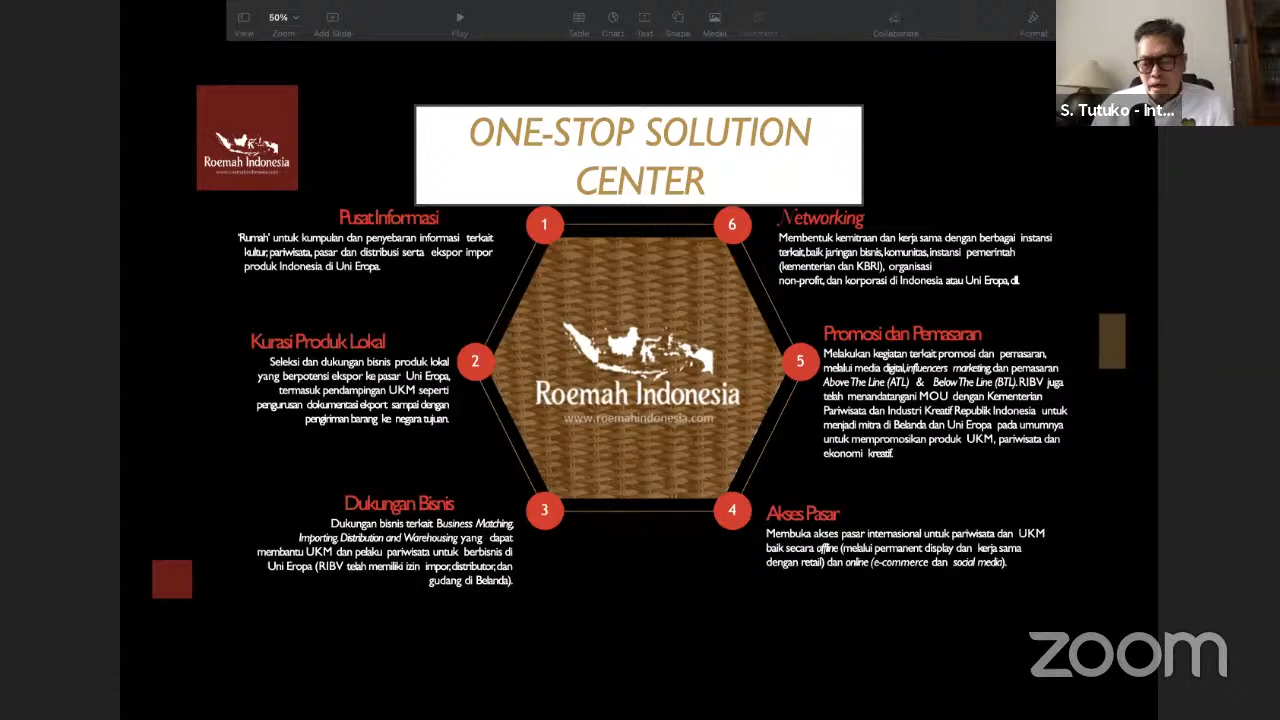 50%
View
Zoom
Add Slide
Play
Table
Chart
Text
Shape
Media
Comment
Collaborate
Format
S. Tutuko - Int...
Roemah Indonesia
www.roemahindonesia.com
ONE-STOP SOLUTION
CENTER
1
Pusat Informasi
'Rumah' untuk kumpulan dan penyebaran informasi terkait
kultur, pariwisata, pasar dan distribusi serta ekspor impor
produk Indonesia di Uni Eropa.
2
Kurasi Produk Lokal
Seleksi dan dukungan bisnis produk lokal
yang berpotensi ekspor ke pasar Uni Eropa,
termasuk pendampingan UKM seperti
pengurusan dokumentasi eksport sampai dengan
pengiriman barang ke negara tujuan.
3
Dukungan Bisnis
Dukungan bisnis terkait Business Matching,
Importing, Distribution and Warehousing yang dapat
membantu UKM dan pelaku pariwisata untuk berbisnis di
Uni Eropa (RIBV telah memiliki izin impor, distributor, dan
gudang di Belanda).
Roemah Indonesia
www.roemahindonesia.com
4
Akses Pasar
Membuka akses pasar internasional untuk pariwisata dan UKM
baik secara offline (melalui permanent display dan kerja sama
dengan retail) dan online (e-commerce dan social media).
5
Promosi dan Pemasaran
Melakukan kegiatan terkait promosi dan pemasaran,
melalui media digital, influencers marketing, dan pemasaran
Above The Line (ATL) & Below The Line (BTL). RIBV juga
telah menandatangani MOU dengan Kementerian
Pariwisata dan Industri Kreatif Republik Indonesia untuk
menjadi mitra di Belanda dan Uni Eropa pada umumnya
untuk mempromosikan produk UKM, pariwisata dan
ekonomi kreatif.
6
Networking
Membentuk kemitraan dan kerja sama dengan berbagai instansi
terkait, baik jaringan bisnis, komunitas, instansi pemerintah
(kementerian dan KBRI), organisasi
non-profit, dan korporasi di Indonesia atau Uni Eropa, dll.
zoom